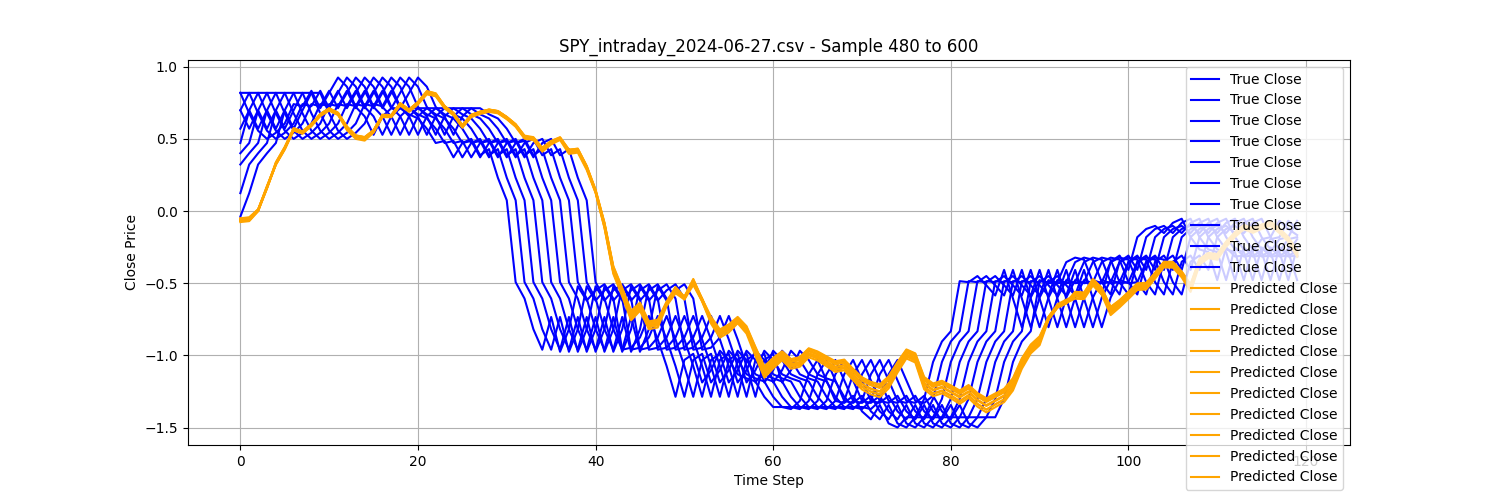 SPY_intraday_2024-06-27.csv - Sample 480 to 600
Close Price
1.0
0.5
0.0
−0.5
−1.0
−1.5
0
20
40
60
80
100
120
Time Step
True Close
True Close
True Close
True Close
True Close
True Close
True Close
True Close
True Close
True Close
Predicted Close
Predicted Close
Predicted Close
Predicted Close
Predicted Close
Predicted Close
Predicted Close
Predicted Close
Predicted Close
Predicted Close